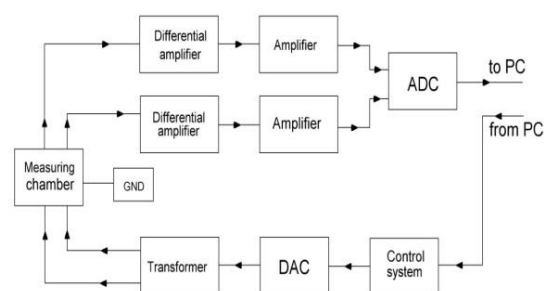 Differential
amplifier
Amplifier
ADC
to PC
from PC
Differential
amplifier
Amplifier
Measuring
chamber
GND
Transformer
DAC
Control
system